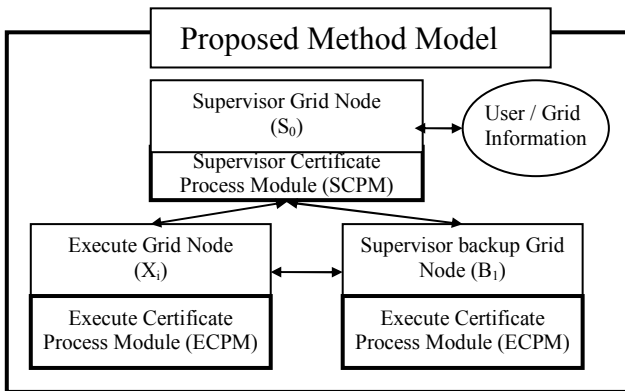 Proposed Method Model
Supervisor Grid Node
(S₀)
User / Grid
Information
Supervisor Certificate
Process Module (SCPM)
Execute Grid Node
(Xᵢ)
Supervisor backup Grid
Node (B₁)
Execute Certificate
Process Module (ECPM)
Execute Certificate
Process Module (ECPM)